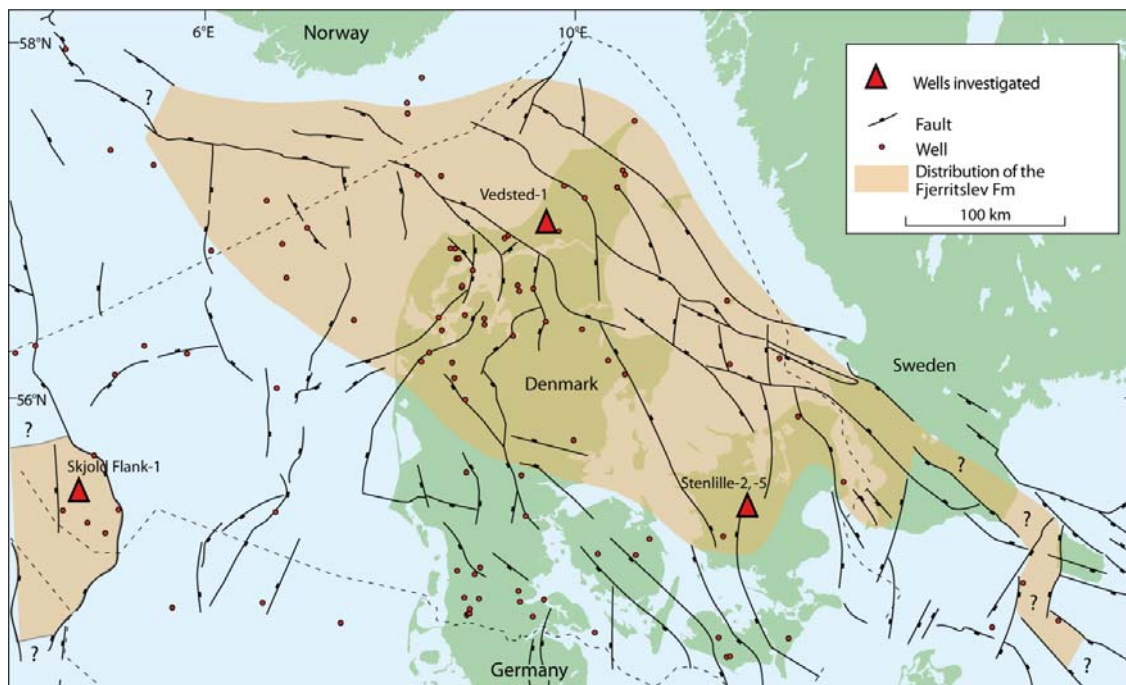 6°E
10°E
58°N
Norway
?
Wells investigated
Fault
Well
Distribution of the
Fjerritslev Fm
100 km
Vedsted-1
Sweden
Denmark
56°N
?
?
Skjold Flank-1
Stenlille-2, -5
?
?
?
?
Germany